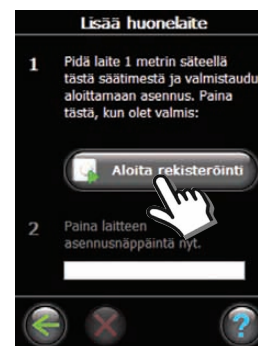 Lisää huonelaite
1 Pidä laite 1 metrin säteellä
tästä säätimestä ja valmistaudu
aloittamaan asennus. Paina
tästä, kun olet valmis:
Aloita rekisteröinti
2 Paina laitteen
asennusnäppäintä nyt.
?